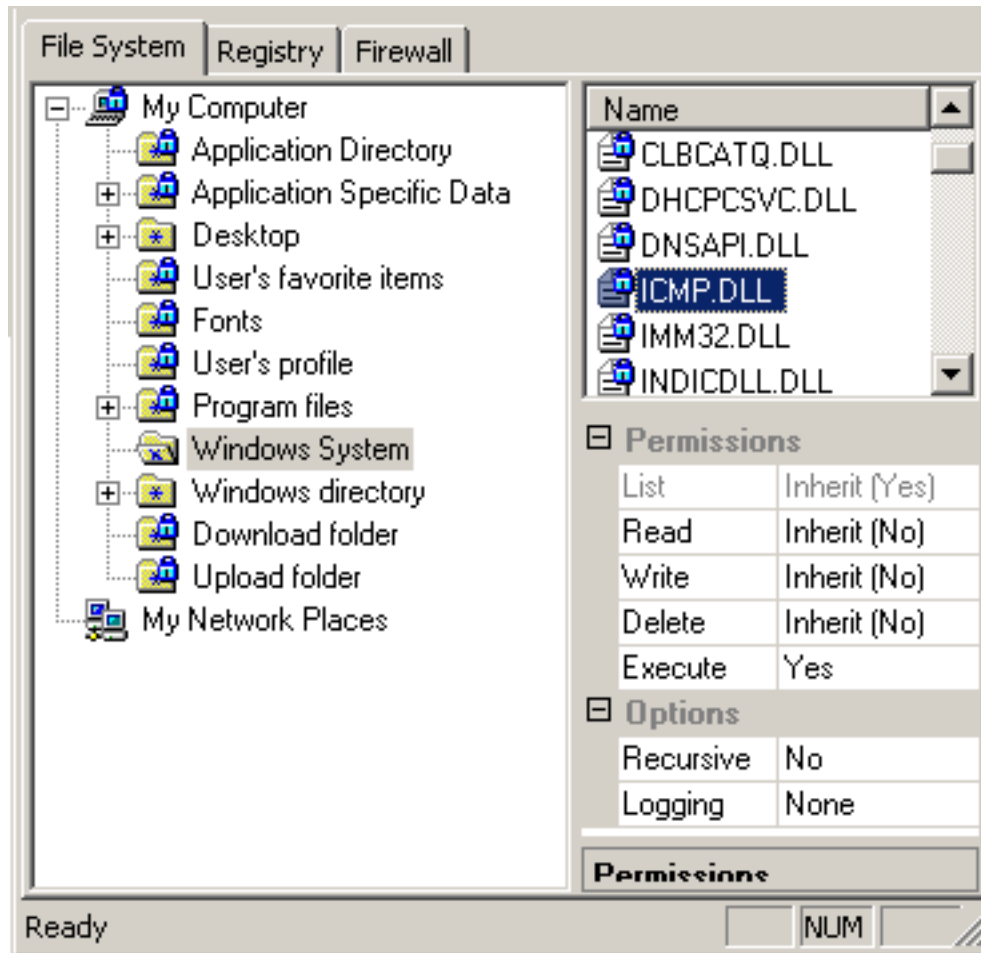 File System Registry Firewall
My Computer
Application Directory
Application Specific Data
Desktop
User's favorite items
Fonts
User's profile
Program files
Windows System
Windows directory
Download folder
Upload folder
My Network Places
Name
CLBCATQ.DLL
DHCPCSVC.DLL
DNSAPI.DLL
ICMP.DLL
IMM32.DLL
INDICDLL.DLL
Permissions
List Inherit (Yes)
Read Inherit (No)
Write Inherit (No)
Delete Inherit (No)
Execute Yes
Options
Recursive No
Logging None
Permissions
Ready NUM